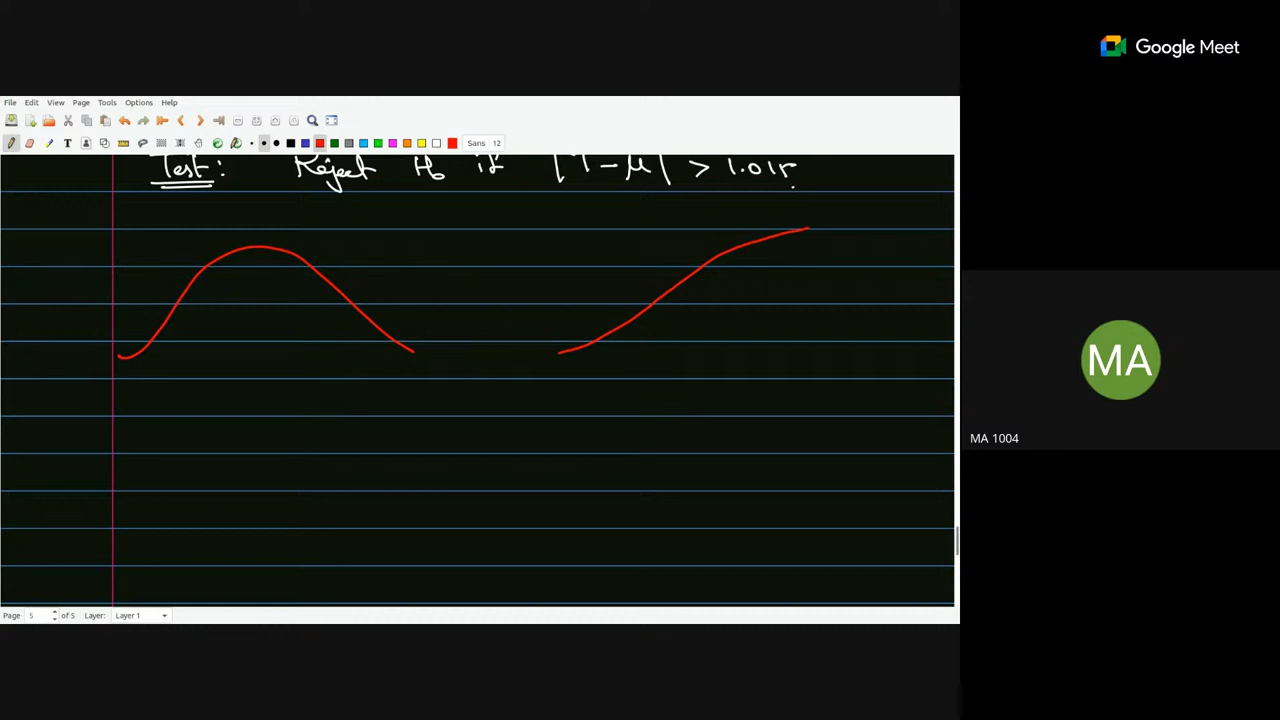 Google Meet
File Edit View Page Tools Options Help
Sans 12
Test: Reject H₀ if |T - μ| > 1.01r
MA
MA 1004
Page 5 of 5 Layer: Layer 1